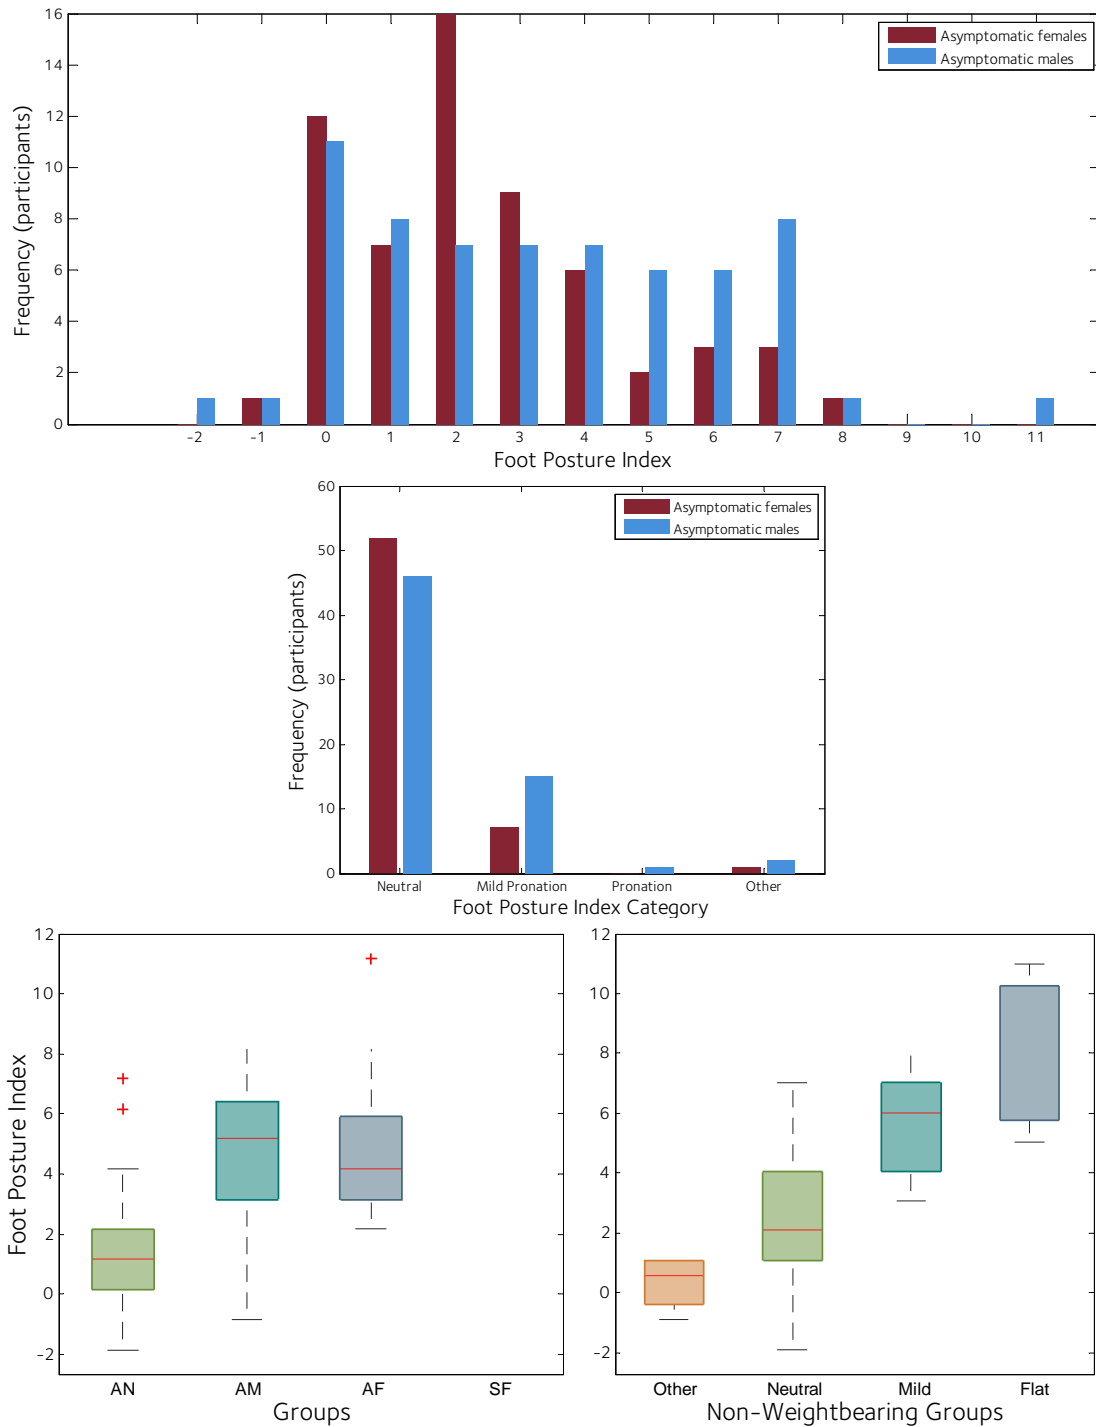 16
14
12
10
8
6
4
2
0
Frequency (participants)
Asymptomatic females
Asymptomatic males
-2 -1 0 1 2 3 4 5 6 7 8 9 10 11
Foot Posture Index
60
50
40
30
20
10
0
Frequency (participants)
Asymptomatic females
Asymptomatic males
Neutral Mild Pronation Pronation Other
Foot Posture Index Category
12
10
8
6
4
2
0
-2
Foot Posture Index
AN AM AF SF
Groups
12
10
8
6
4
2
0
-2
Other Neutral Mild Flat
Non-Weightbearing Groups